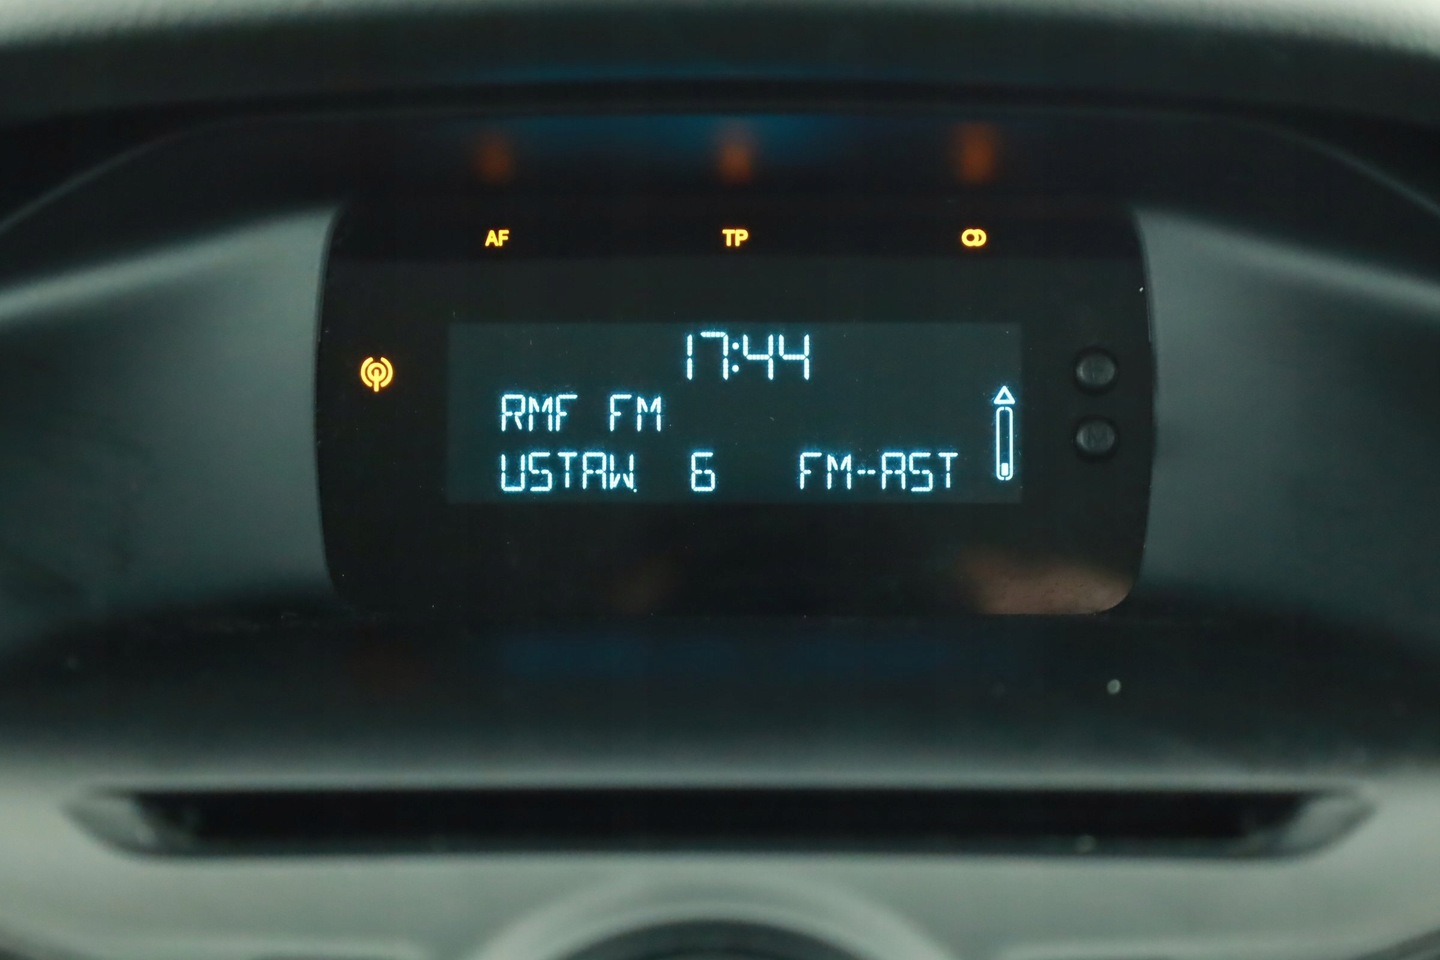 AF TP
17:44
RMF FM
USTAW. 6 FM-AST